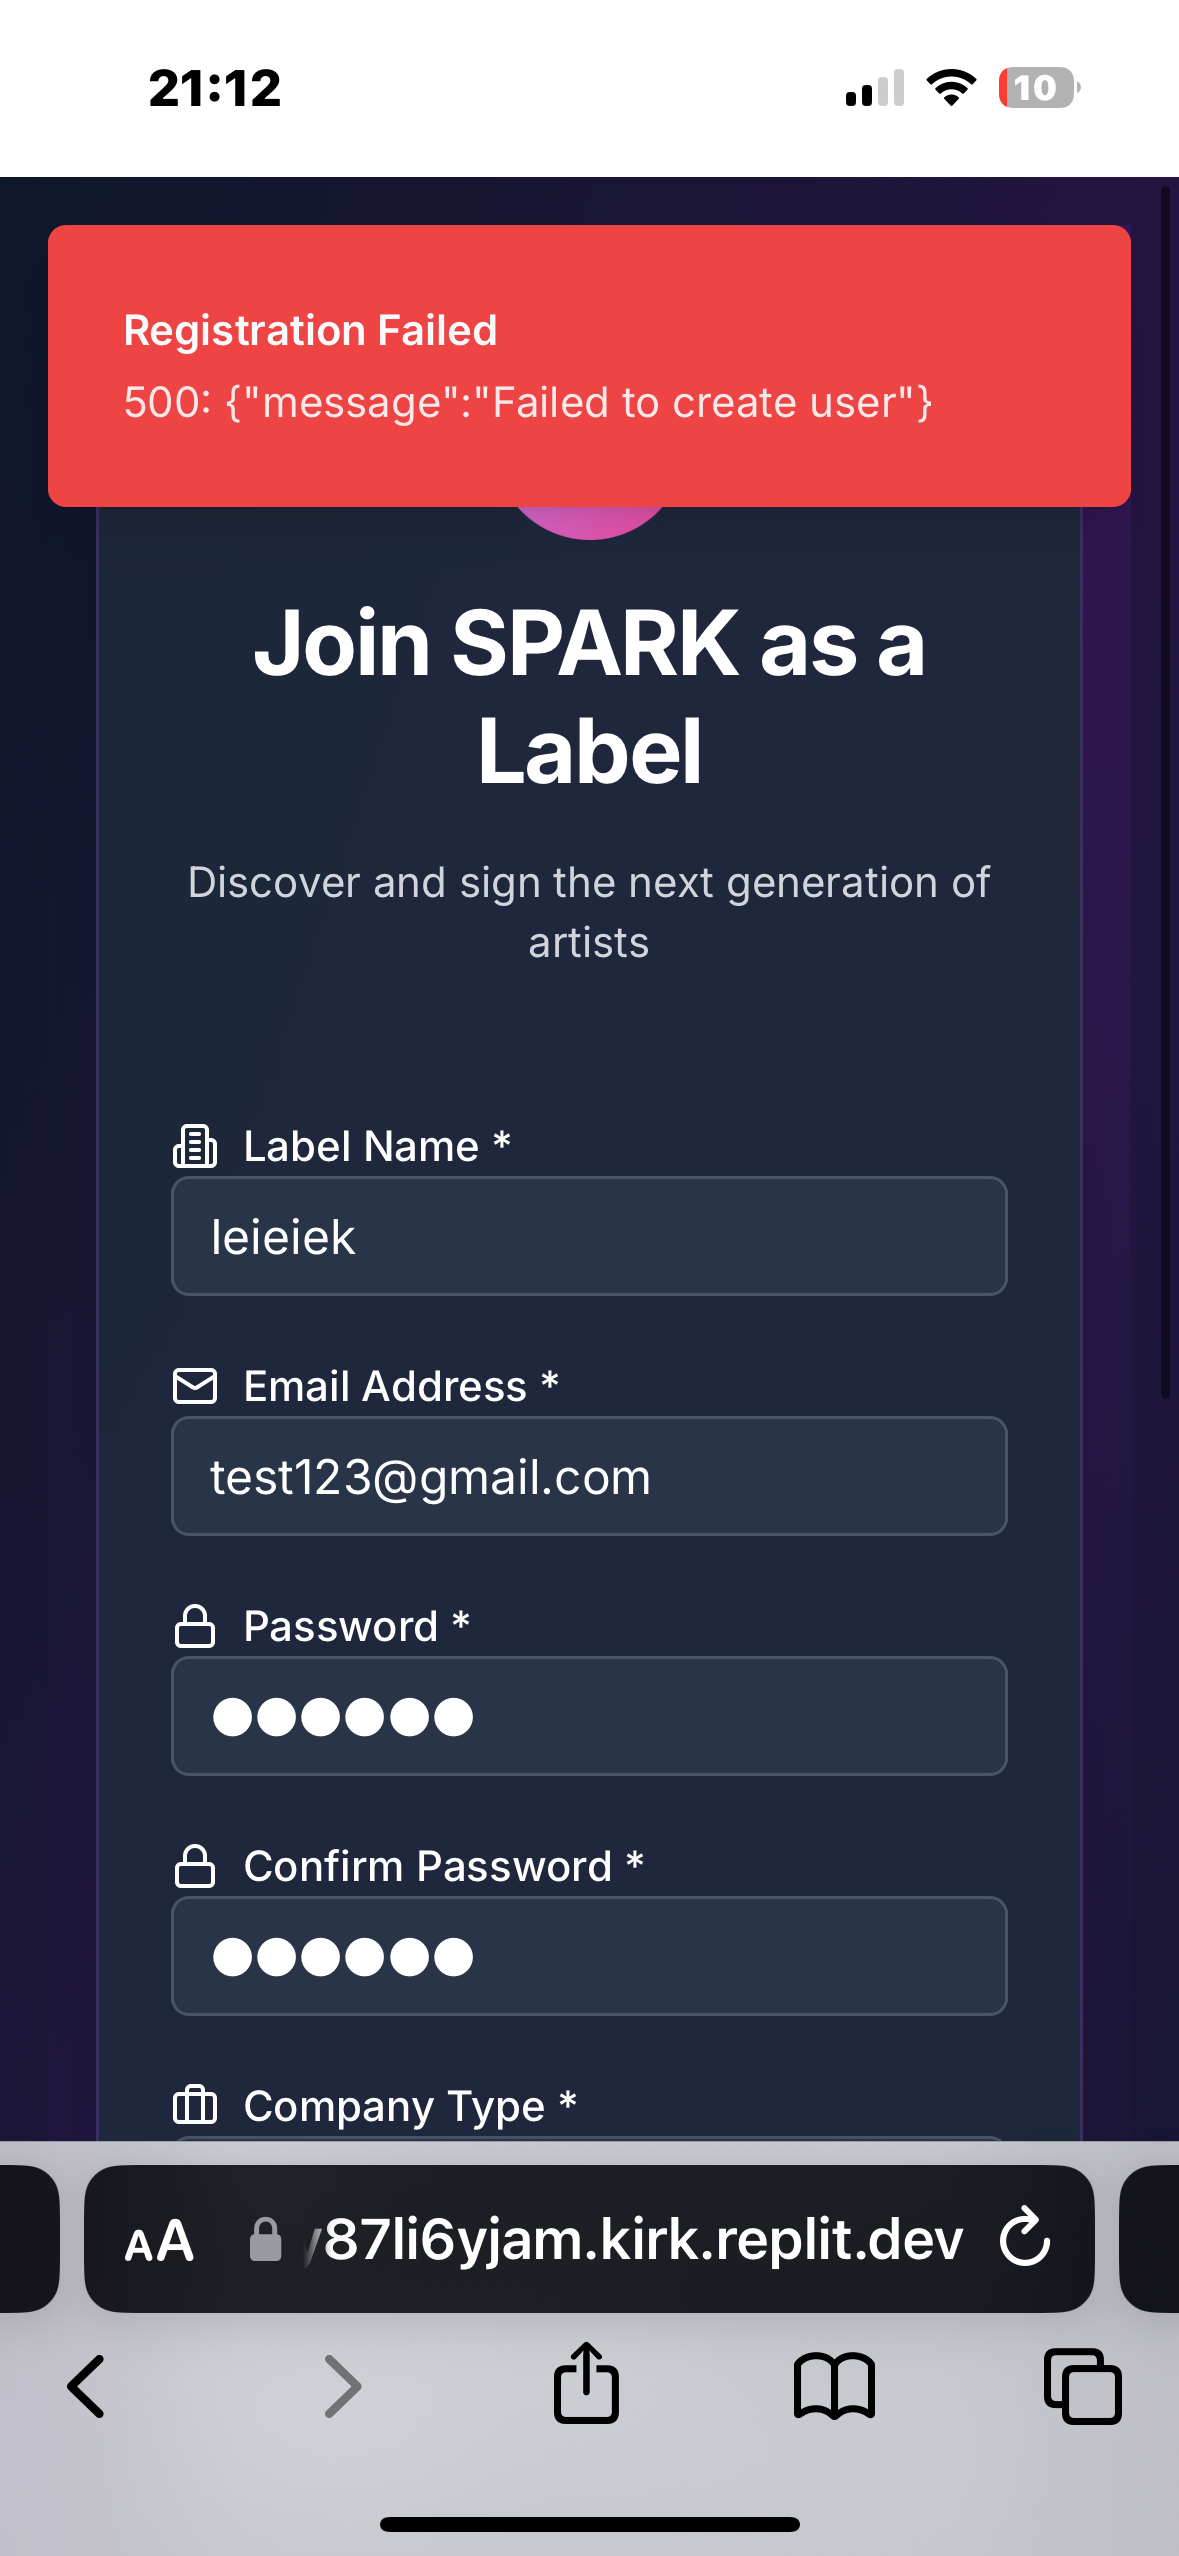 21:12
10
Registration Failed
500: {"message":"Failed to create user"}
Join SPARK as a
Label
Discover and sign the next generation of
artists
Label Name *
leieiek
Email Address *
test123@gmail.com
Password *
●●●●●●
Confirm Password *
●●●●●●
Company Type *
AA
87li6yjam.kirk.replit.dev